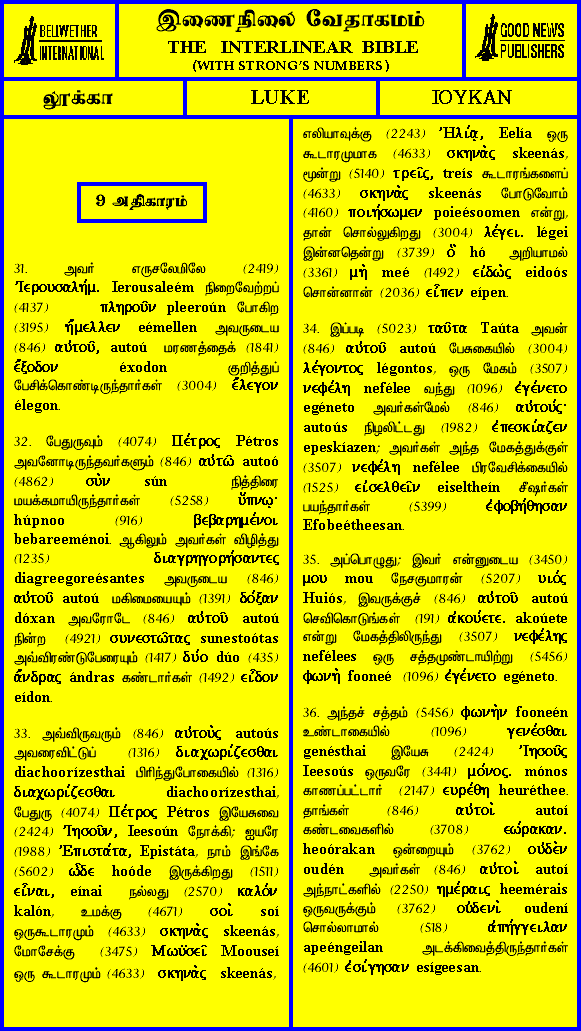 BELLWETHER
INTERNATIONAL
இணைநிலை வேதாகமம்
THE INTERLINEAR BIBLE
(WITH STRONG'S NUMBERS)
GOOD NEWS
PUBLISHERS
லூக்கா
LUKE
ΙΟΥΚΑΝ
9 அதிகாரம்
31. அவர் எருசலேமிலே (2419)
Ἰερουσαλήμ. Ierousaleém நிறைவேற்றப்
(4137) πληροῦν pleeroún போகிற
(3195) ἤμελλεν eémellen அவருடைய
(846) αὐτοῦ, autoú மரணத்தைக் (1841)
ἔξοδον éxodon குறித்துப்
பேசிக்கொண்டிருந்தார்கள் (3004) ἔλεγον
élegon.
32. பேதுருவும் (4074) Πέτρος Pétros
அவனோடிருந்தவர்களும் (846) αὐτῶ autoó
(4862) σὺν sún நித்திரை
மயக்கமாயிருந்தார்கள் (5258) ὕπνῳ·
húpnoo (916) βεβαρημένοι
bebareeménoi. ஆகிலும் அவர்கள் விழித்து
(1235) διαγρηγορήσαντες
diagreegoreésantes அவருடைய (846)
αὐτοῦ autoú மகிமையையும் (1391) δόξαν
dóxan அவரோடே (846) αὐτοῦ autoú
நின்ற (4921) συνεστῶτας sunestoótas
அவ்விரண்டுபேரையும் (1417) δύο dúo (435)
ἄνδρας ándras கண்டார்கள் (1492) εἶδον
eídon.
33. அவ்விருவரும் (846) αὐτοὺς autoús
அவரைவிட்டுப் (1316) διαχωρίζεσθαι
diachoorízesthai பிரிந்துபோகையில் (1316)
διαχωρίζεσθαι diachoorízesthai,
பேதுரு (4074) Πέτρος Pétros இயேசுவை
(2424) Ἰησοῦν, Ieesoún நோக்கி; ஐயரே
(1988) Ἐπιστάτα, Epistáta, நாம் இங்கே
(5602) ὧδε hoóde இருக்கிறது (1511)
εἶναι, eínai நல்லது (2570) καλόν
kalón, உமக்கு (4671) σοὶ soí
ஒருகூடாரமும் (4633) σκηνὰς skeenás,
மோசேக்கு (3475) Μωϋσεῖ Moouseí
ஒரு கூடாரமும் (4633) σκηνὰς skeenás,
எலியாவுக்கு (2243) Ἠλίᾳ, Eelía ஒரு
கூடாரமுமாக (4633) σκηνὰς skeenás,
மூன்று (5140) τρεῖς, treís கூடாரங்களைப்
(4633) σκηνὰς skeenás போடுவோம்
(4160) ποιήσωμεν poieésoomen என்று,
தான் சொல்லுகிறது (3004) λέγει. légei
இன்னதென்று (3739) ὃ hó அறியாமல்
(3361) μὴ meé (1492) εἰδὼς eidoós
சொன்னான் (2036) εἶπεν eípen.
34. இப்படி (5023) ταῦτα Taúta அவன்
(846) αὐτοῦ autoú பேசுகையில் (3004)
λέγοντος légontos, ஒரு மேகம் (3507)
νεφέλη nefélee வந்து (1096) ἐγένετο
egéneto அவர்கள்மேல் (846) αὐτούς·
autoús நிழலிட்டது (1982) ἐπεσκίαζεν
epeskíazen; அவர்கள் அந்த மேகத்துக்குள்
(3507) νεφέλη nefélee பிரவேசிக்கையில்
(1525) εἰσελθεῖν eiseltheín சீஷர்கள்
பயந்தார்கள் (5399) ἐφοβήθησαν
Efobeétheesan.
35. அப்பொழுது; இவர் என்னுடைய (3450)
μου mou நேசகுமாரன் (5207) υιός
Huiós, இவருக்குச் (846) αὐτοῦ autoú
செவிகொடுங்கள் (191) ἀκούετε. akoúete
என்று மேகத்திலிருந்து (3507) νεφέλης
nefélees ஒரு சத்தமுண்டாயிற்று (5456)
φωνὴ fooneé (1096) ἐγένετο egéneto.
36. அந்தச் சத்தம் (5456) φωνὴν fooneén
உண்டாகையில் (1096) γενέσθαι
genésthai இயேசு (2424) Ἰησοῦς
Ieesoús ஒருவரே (3441) μόνος. mónos
காணப்பட்டார் (2147) ευρέθη heuréthee.
தாங்கள் (846) αὐτοὶ autoí
கண்டவைகளில் (3708) εώρακαν.
heoórakan ஒன்றையும் (3762) οὐδὲν
oudén அவர்கள் (846) αὐτοὶ autoí
அந்நாட்களில் (2250) ημέραις heemérais
ஒருவருக்கும் (3762) οὐδενὶ oudení
சொல்லாமல் (518) ἀπήγγειλαν
apeéngeilan அடக்கிவைத்திருந்தார்கள்
(4601) ἐσίγησαν esígeesan.